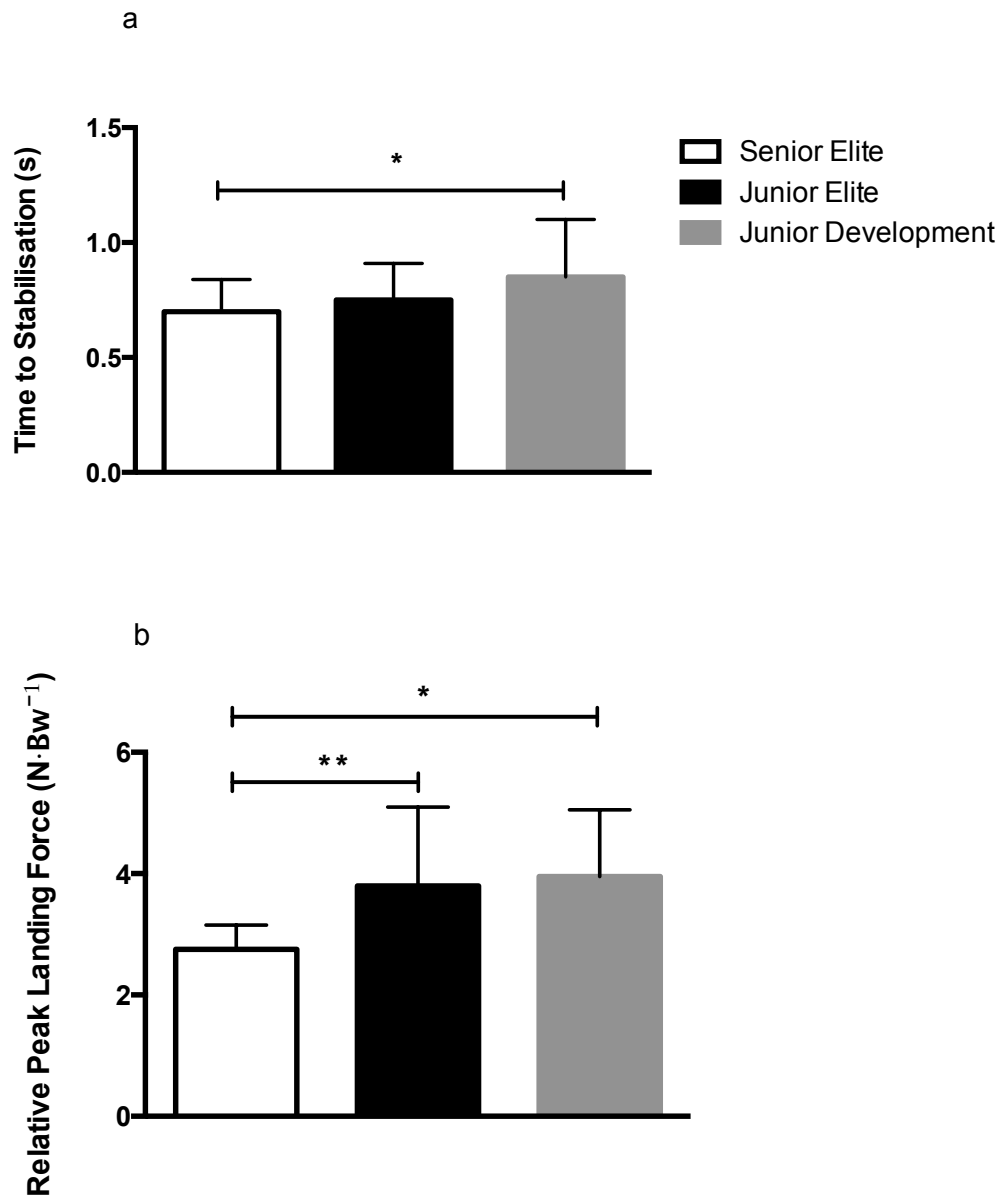 a
Time to Stabilisation (s)
1.5
1.0
0.5
0.0
*
Senior Elite
Junior Elite
Junior Development
b
Relative Peak Landing Force (N·Bw⁻¹)
6
4
2
0
*
**